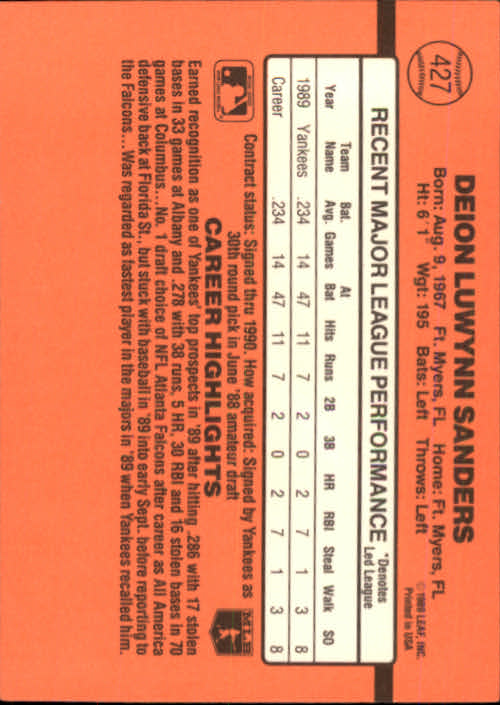 427
DEION LUWYNN SANDERS
Born: Aug. 9, 1967 Ft. Myers, FL Home: Ft. Myers, FL
Ht: 6'1" Wgt: 195 Bats: Left Throws: Left
© 1989 LEAF, INC.
Printed in USA
RECENT MAJOR LEAGUE PERFORMANCE
*Denotes
Led League
Year Team Name Bat. Avg. Games At Bat Hits Runs 2B 3B HR RBI Steal Walk SO
1989 Yankees .234 14 47 11 7 2 0 2 7 1 3 8
Career .234 14 47 11 7 2 0 2 7 1 3 8
Contract status: Signed thru 1990. How acquired: Signed by Yankees as
30th round pick in June '88 amateur draft
MLB
CAREER HIGHLIGHTS
Earned recognition as one of Yankees' top prospects in '89 after hitting .286 with 17 stolen
bases in 33 games at Albany and .278 with 38 runs, 5 HR, 30 RBI and 16 stolen bases in 70
games at Columbus... No. 1 draft choice of NFL Atlanta Falcons after career as All America
defensive back at Florida St., but stuck with baseball in '89 into early Sept. before reporting to
the Falcons... Was regarded as fastest player in the majors in '89 when Yankees recalled him.